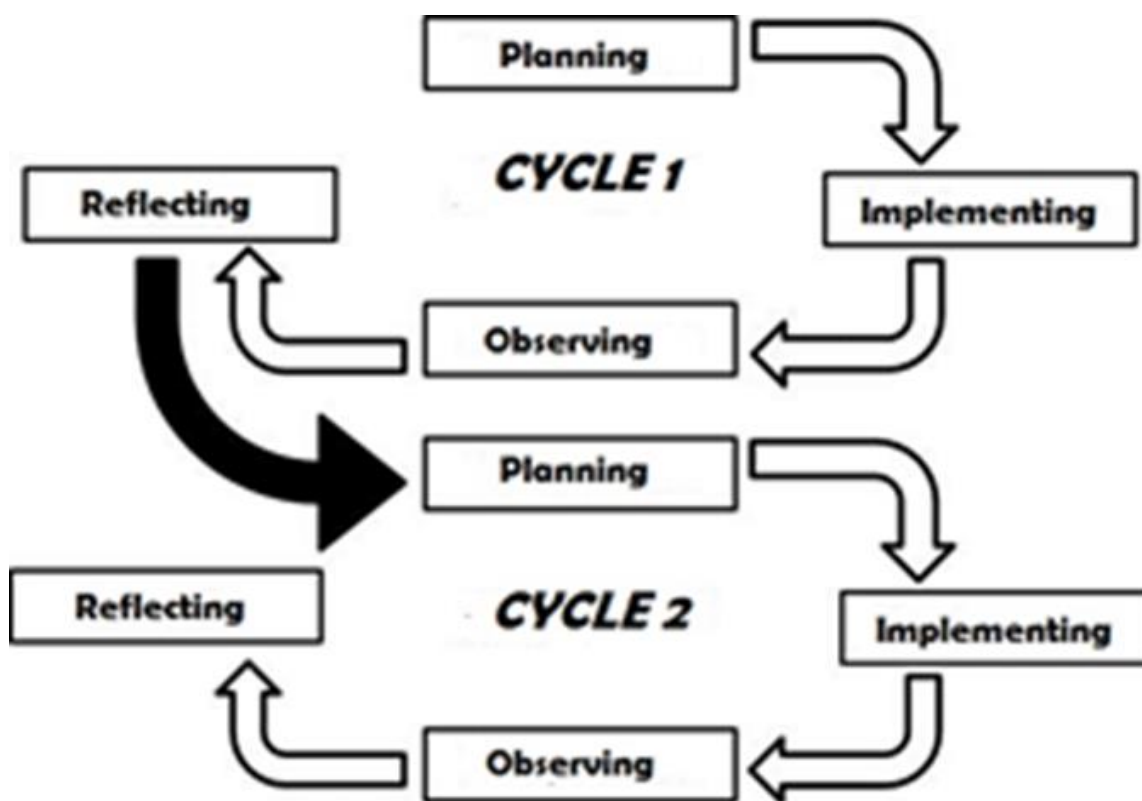 Planning
CYCLE 1
Reflecting
Implementing
Observing
Planning
Reflecting
CYCLE 2
Implementing
Observing